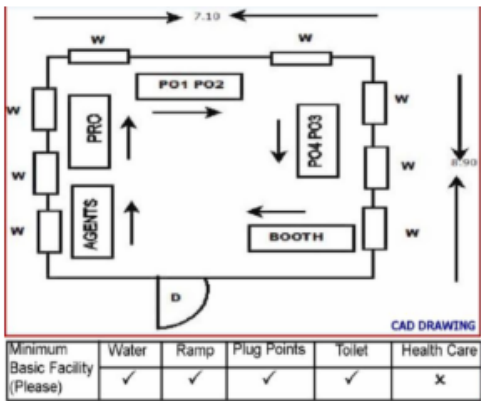 7.10
W
W
PO1 PO2
W
W
PRO
PO4 PO3
8.90
W
W
AGENTS
W
W
BOOTH
D
CAD DRAWING
Minimum Basic Facility (Please) Water Ramp Plug Points Toilet Health Care
✓ ✓ ✓ ✓ x